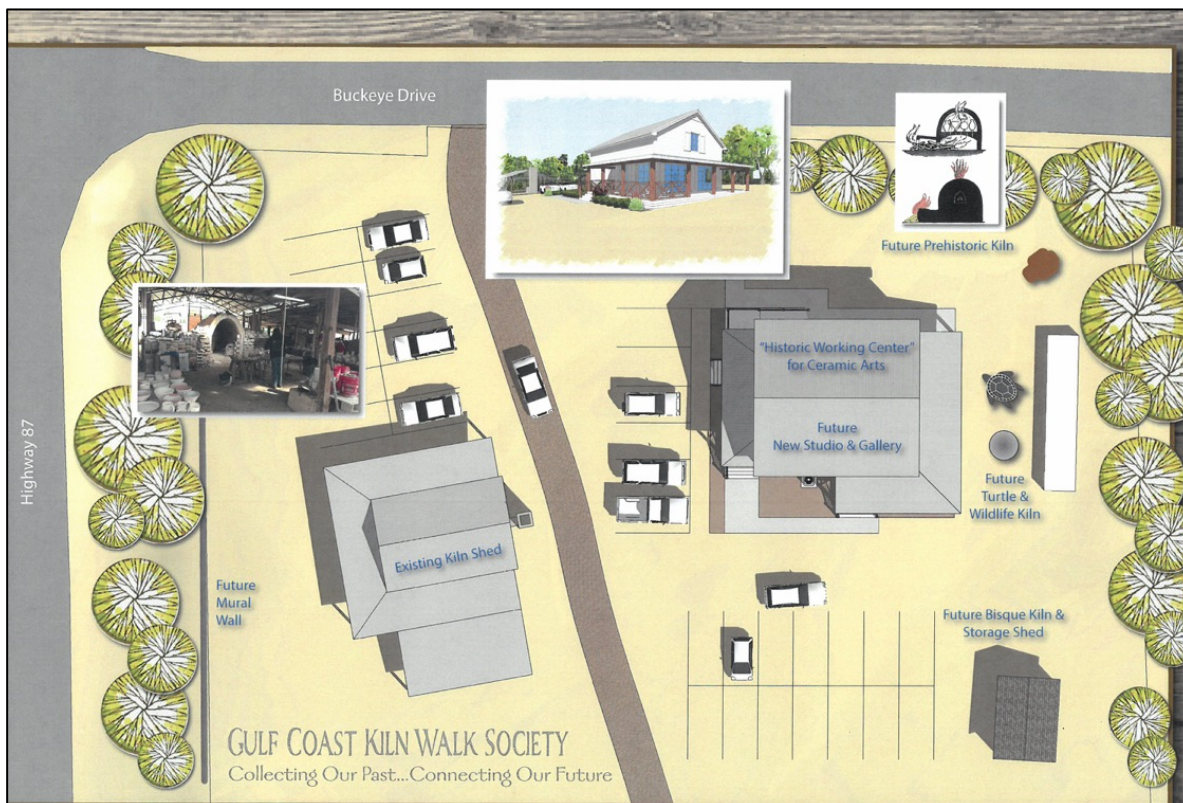 Buckeye Drive
Highway 87
Future Prehistoric Kiln
"Historic Working Center"
for Ceramic Arts
Future
New Studio & Gallery
Future
Turtle &
Wildlife Kiln
Existing Kiln Shed
Future
Mural
Wall
Future Bisque Kiln &
Storage Shed
GULF COAST KILN WALK SOCIETY
Collecting Our Past...Connecting Our Future